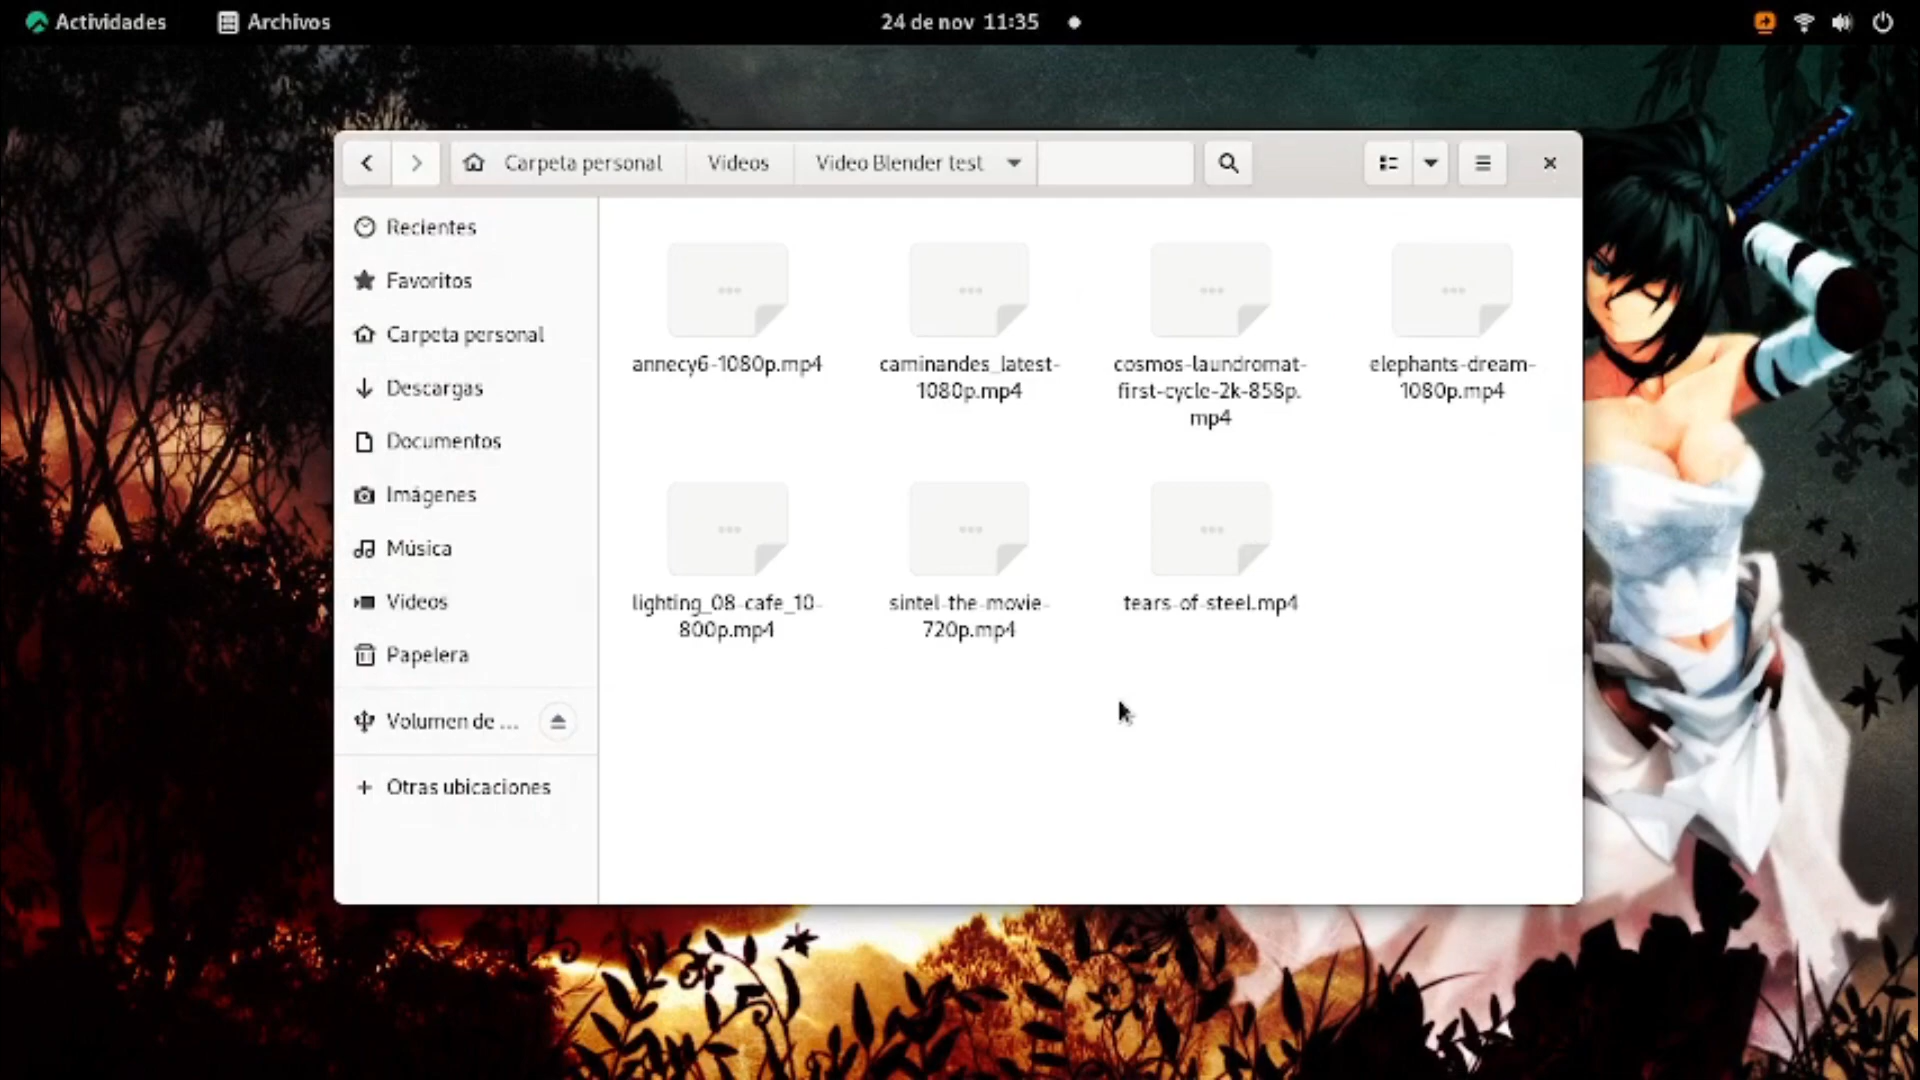 Actividades
Archivos
24 de nov 11:35
Carpeta personal
Videos
Video Blender test
Recientes
Favoritos
Carpeta personal
Descargas
Documentos
Imágenes
Música
Videos
Papelera
Volumen de ...
Otras ubicaciones
annecy6-1080p.mp4
caminandes_latest-
1080p.mp4
cosmos-laundromat-
first-cycle-2k-858p.
mp4
elephants-dream-
1080p.mp4
lighting_08-cafe_10-
800p.mp4
sintel-the-movie-
720p.mp4
tears-of-steel.mp4